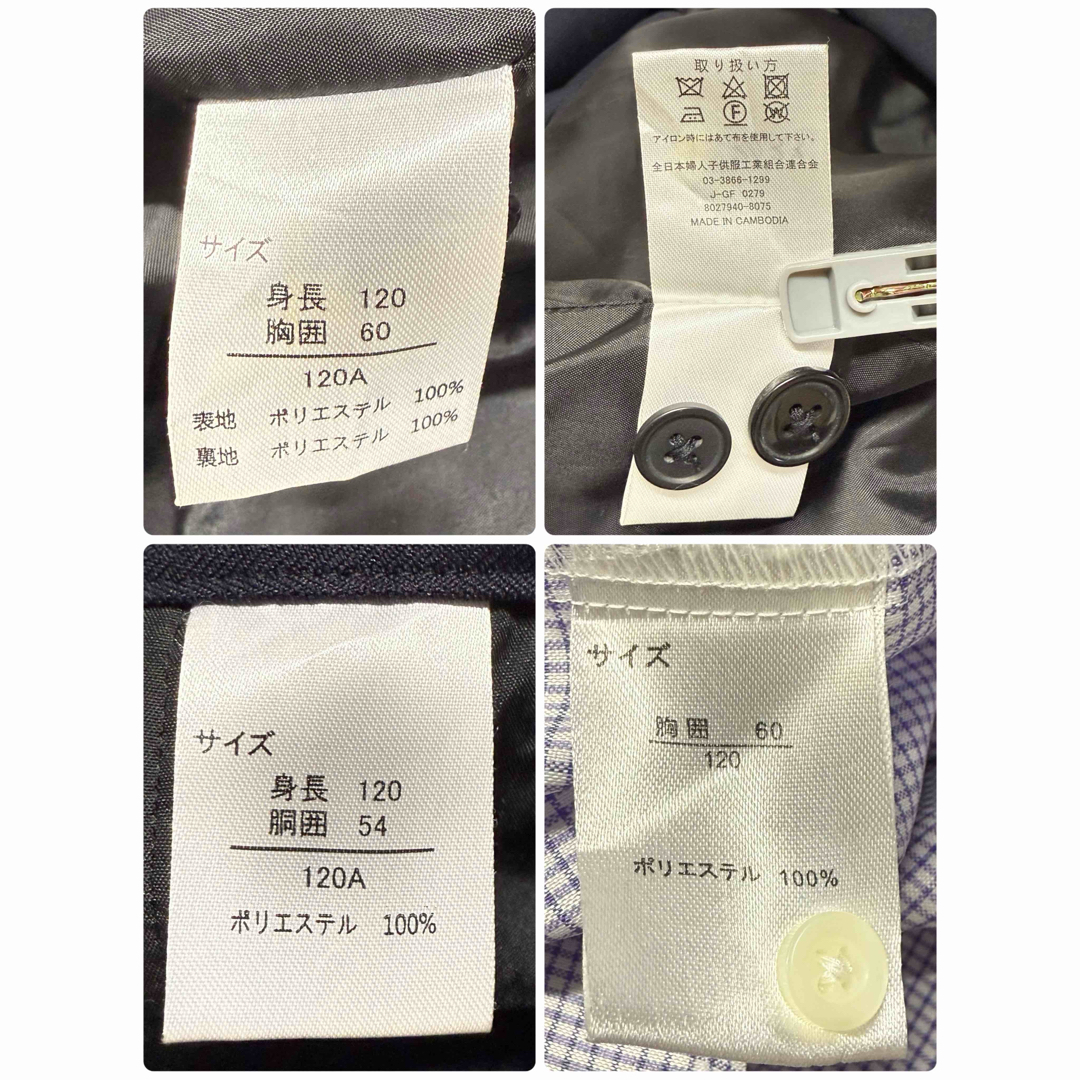 サイズ
身長 120
胸囲 60
120A
表地 ポリエステル 100%
裏地 ポリエステル 100%
取り扱い方
F W
アイロン時にはあて布を使用して下さい。
全日本婦人子供服工業組合連合会
03-3866-1299
J-GF 0279
8027940-8075
MADE IN CAMBODIA
サイズ
身長 120
胴囲 54
120A
ポリエステル 100%
サイズ
胸囲 60
120
ポリエステル 100%